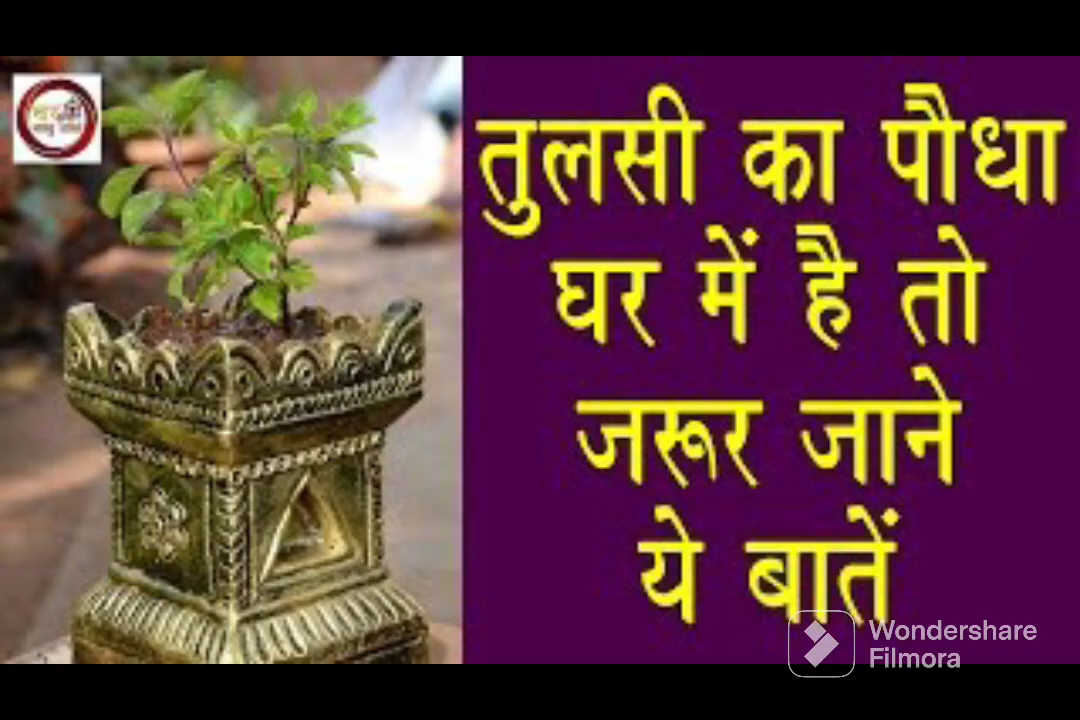 तुलसी का पौधा
घर में है तो
जरूर जाने
ये बातें
Wondershare
Filmora